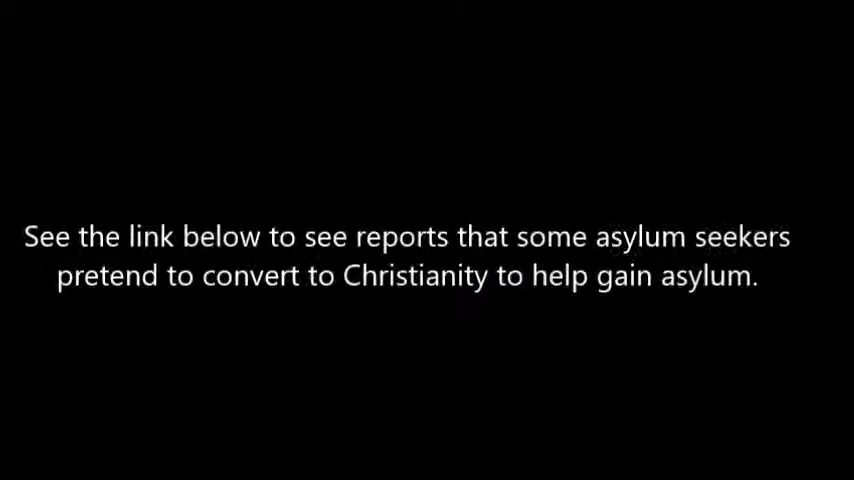 See the link below to see reports that some asylum seekers
pretend to convert to Christianity to help gain asylum.